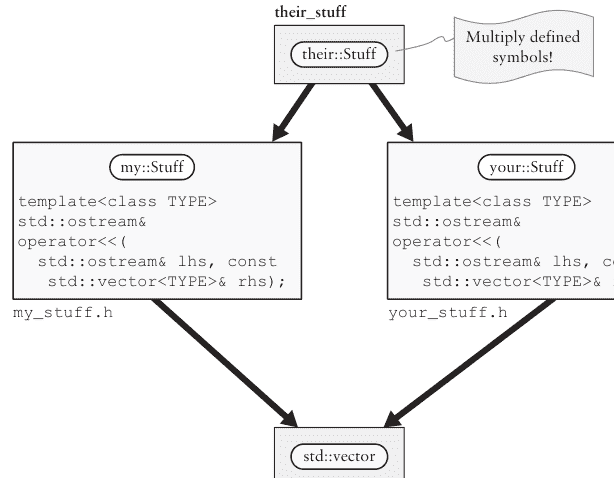 their_stuff
their::Stuff
Multiply defined
symbols!
my::Stuff
template<class TYPE>
std::ostream&
operator<<(
std::ostream& lhs, const
std::vector<TYPE>& rhs);
my_stuff.h
your::Stuff
template<class TYPE>
std::ostream&
operator<<(
std::ostream& lhs, co
std::vector<TYPE>&
your_stuff.h
std::vector